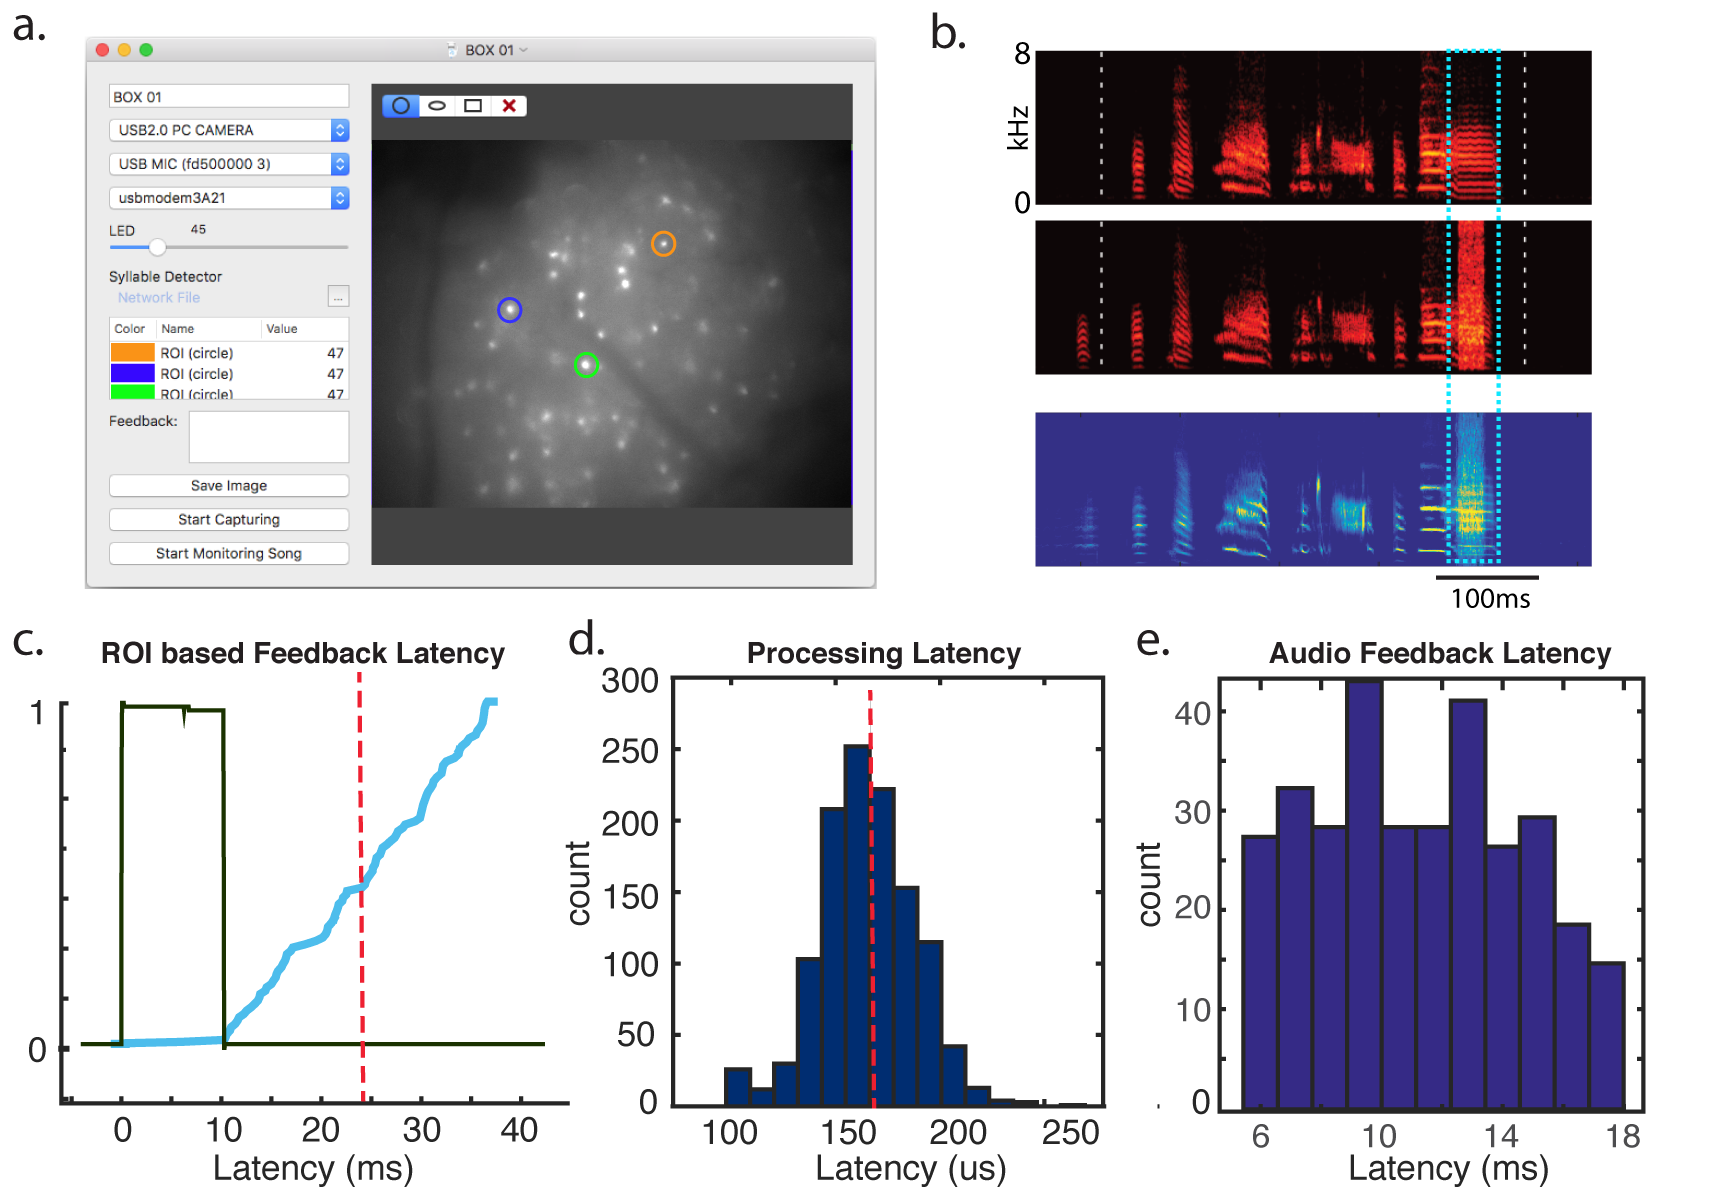 a.
BOX 01
BOX 01
USB2.0 PC CAMERA
USB MIC (fd500000 3)
usbmodem3A21
LED 45
Syllable Detector
Network File
...
Color Name Value
ROI (circle) 47
ROI (circle) 47
ROI (circle) 47
Feedback:
Save Image
Start Capturing
Start Monitoring Song
b.
8
kHz
0
100ms
c.
ROI based Feedback Latency
1
0
0 10 20 30 40
Latency (ms)
d.
Processing Latency
300
250
200
150
100
50
0
count
100 150 200 250
Latency (us)
e.
Audio Feedback Latency
40
30
20
10
0
count
6 10 14 18
Latency (ms)